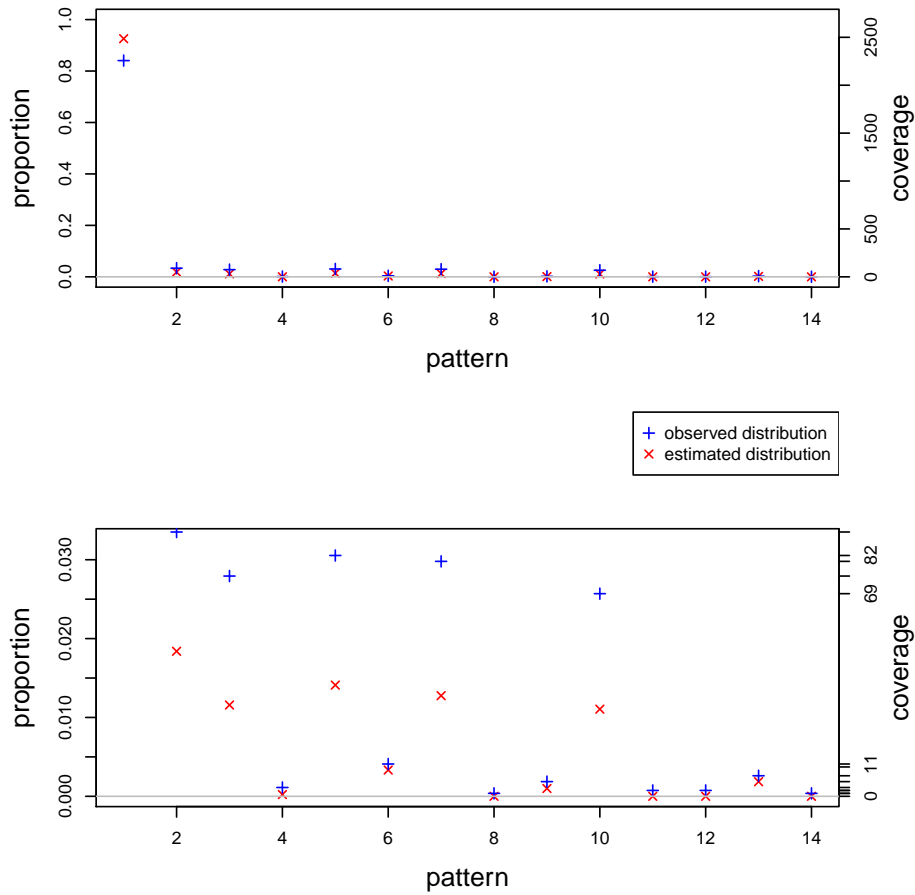 1.0
0.8
0.6
0.4
0.2
0.0
proportion
2500
1500
500
0
coverage
2 4 6 8 10 12 14
pattern
observed distribution
estimated distribution
0.030
0.020
0.010
0.000
proportion
82
69
11
0
coverage
2 4 6 8 10 12 14
pattern